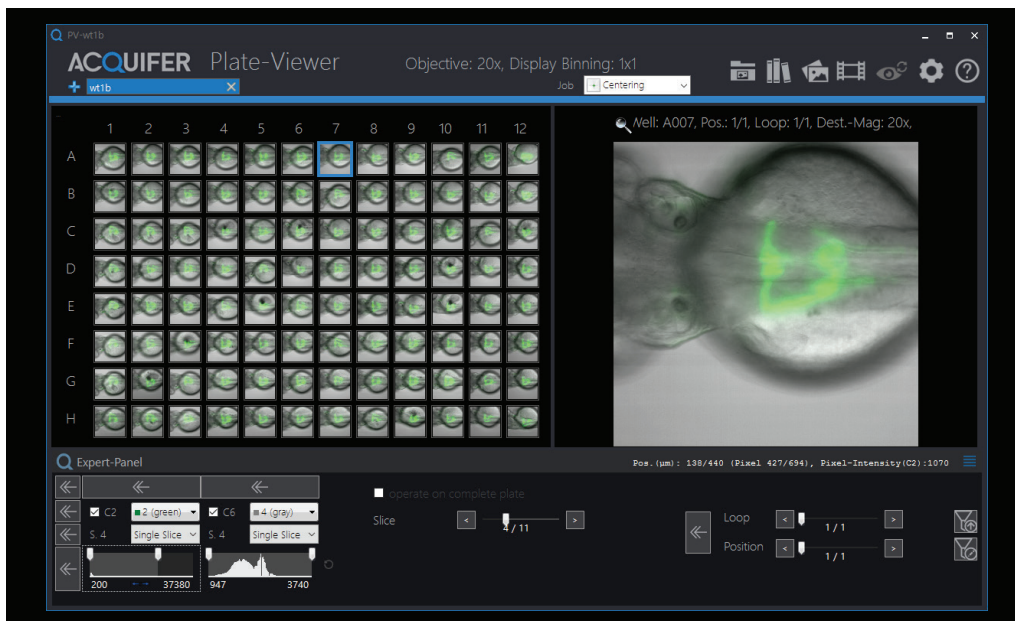 PV-wt1b
ACQUIFER Plate-Viewer
Objective: 20x, Display Binning: 1x1
Job Centering
wt1b
1 2 3 4 5 6 7 8 9 10 11 12
A
B
C
D
E
F
G
H
Well: A007, Pos.: 1/1, Loop: 1/1, Dest.-Mag: 20x,
Expert-Panel
Pos.(µm): 138/440 (Pixel 427/694), Pixel-Intensity(C2):1070
C2 2 (green) C6 4 (gray)
S. 4 Single Slice S. 4 Single Slice
200 37380 947 3740
operate on complete plate
Slice 4 / 11
Loop 1 / 1
Position 1 / 1